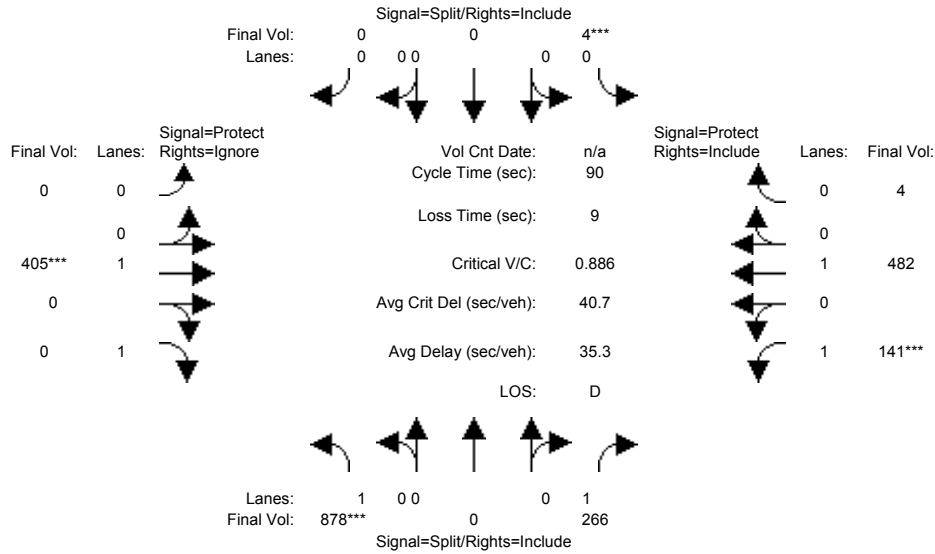 Signal=Split/Rights=Include
Final Vol: 0 0 4***
Lanes: 0 0 0 0 0
Signal=Protect Signal=Protect
Final Vol: Lanes: Rights=Ignore Vol Cnt Date: n/a Rights=Include Lanes: Final Vol:
Cycle Time (sec): 90
0 0 0 4
Loss Time (sec): 9
0 0
405*** 1 Critical V/C: 0.886 1 482
0 Avg Crit Del (sec/veh): 40.7 0
0 1 Avg Delay (sec/veh): 35.3 1 141***
LOS: D
Lanes: 1 0 0 0 1
Final Vol: 878*** 0 266
Signal=Split/Rights=Include